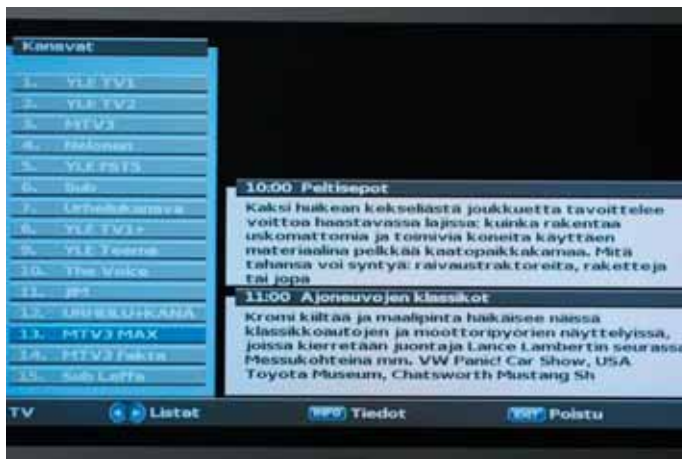 Kanavat
1. YLE TV1
2. YLE TV2
3. MTV3
4. Nelonen
5. YLE FST5
6. Sub
7. Urheilukanava
8. YLE TV1+
9. YLE Teema
10. The Voice
11. JIM
12. URHEILU+KANA
13. MTV3 MAX
14. MTV3 Fakta
15. Sub Leffa
10:00 Peltisepot
Kaksi huikean kekseliästä joukkuetta tavoittelee
voittoa haastavassa lajissa: kuinka rakentaa
uskomattomia ja toimivia koneita käyttäen
materiaalina pelkkää kaatopaikkakamaa. Mitä
tahansa voi syntyä: raivaustraktoreita, raketteja
tai jopa
11:00 Ajoneuvojen klassikot
Kromi kiiltää ja maalipinta häikäisee näissä
klassikkoautojen ja moottoripyörien näyttelyissä,
joissa kierretään juontaja Lance Lambertin seurassa
Messukohteina mm. VW Panic! Car Show, USA
Toyota Museum, Chatsworth Mustang Sh
TV
Listat
INFO Tiedot
EXIT Poistu